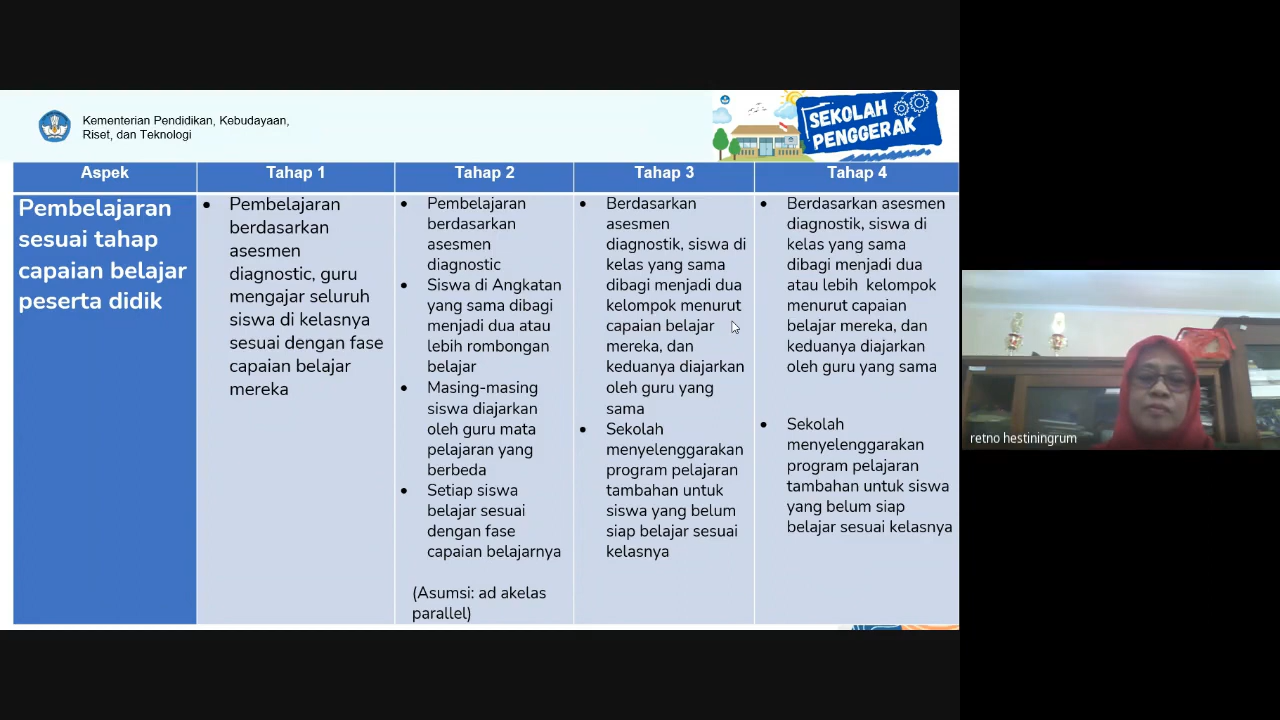 Kementerian Pendidikan, Kebudayaan,
Riset, dan Teknologi
SEKOLAH
PENGGERAK
Aspek
Tahap 1
Tahap 2
Tahap 3
Tahap 4
Pembelajaran
sesuai tahap
capaian belajar
peserta didik
• Pembelajaran
berdasarkan
asesmen
diagnostic, guru
mengajar seluruh
siswa di kelasnya
sesuai dengan fase
capaian belajar
mereka
• Pembelajaran
berdasarkan
asesmen
diagnostic
• Siswa di Angkatan
yang sama dibagi
menjadi dua atau
lebih rombongan
belajar
• Masing-masing
siswa diajarkan
oleh guru mata
pelajaran yang
berbeda
• Setiap siswa
belajar sesuai
dengan fase
capaian belajarnya
(Asumsi: ad akelas
parallel)
• Berdasarkan
asesmen
diagnostik, siswa di
kelas yang sama
dibagi menjadi dua
kelompok menurut
capaian belajar
mereka, dan
keduanya diajarkan
oleh guru yang
sama
• Sekolah
menyelenggarakan
program pelajaran
tambahan untuk
siswa yang belum
siap belajar sesuai
kelasnya
• Berdasarkan asesmen
diagnostik, siswa di
kelas yang sama
dibagi menjadi dua
atau lebih kelompok
menurut capaian
belajar mereka, dan
keduanya diajarkan
oleh guru yang sama
• Sekolah
menyelenggarakan
program pelajaran
tambahan untuk siswa
yang belum siap
belajar sesuai kelasnya
retno hestiningrum